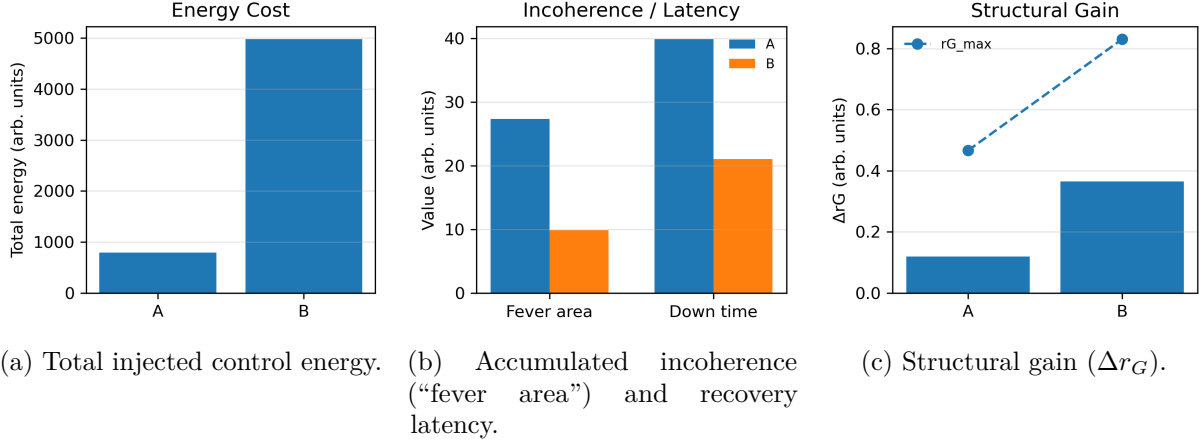 Energy Cost
Total energy (arb. units)
5000
4000
3000
2000
1000
0
A
B
(a) Total injected control energy.
Incoherence / Latency
Value (arb. units)
40
30
20
10
0
A
B
Fever area
Down time
(b) Accumulated incoherence
(“fever area”) and recovery
latency.
Structural Gain
ΔrG (arb. units)
0.8
0.6
0.4
0.2
0.0
rG_max
A
B
(c) Structural gain (Δr_G).